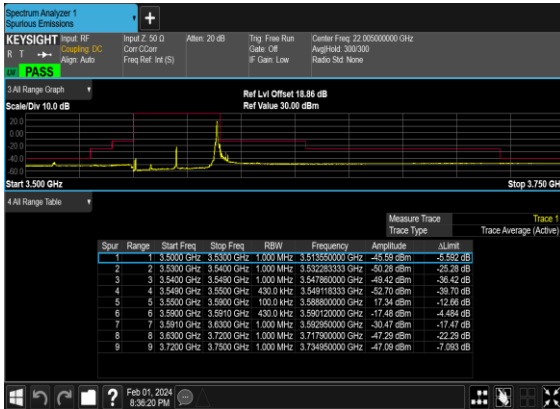 Spectrum Analyzer 1
Spurious Emissions
+
KEYSIGHT Input: RF Input Z: 50 Ω Atten: 20 dB Trig: Free Run Center Freq: 22.005000000 GHz
R T Coupling: DC Corr CCorr Gate: Off Avg|Hold: 300/300
Align: Auto Freq Ref: Int (S) IF Gain: Low Radio Std: None
PASS
3 All Range Graph
Ref Lvl Offset 18.86 dB
Scale/Div 10.0 dB Ref Value 30.00 dBm
20.0
0.00
-20.0
-40.0
-60.0
Start 3.500 GHz Stop 3.750 GH
4 All Range Table
Measure Trace Trace 1
Trace Type Trace Average (Active)
Spur Range Start Freq Stop Freq RBW Frequency Amplitude ΔLimit
1 1 3.5000 GHz 3.5300 GHz 1.000 MHz 3.513550000 GHz -45.59 dBm -5.592 dB
2 2 3.5300 GHz 3.5400 GHz 1.000 MHz 3.532283333 GHz -50.28 dBm -25.28 dB
3 3 3.5400 GHz 3.5490 GHz 1.000 MHz 3.547860000 GHz -49.42 dBm -36.42 dB
4 4 3.5490 GHz 3.5500 GHz 430.0 kHz 3.549118333 GHz -52.70 dBm -39.70 dB
5 5 3.5500 GHz 3.5900 GHz 100.0 kHz 3.588800000 GHz 17.34 dBm -12.66 dB
6 6 3.5900 GHz 3.5910 GHz 430.0 kHz 3.590120000 GHz -17.48 dBm -4.484 dB
7 7 3.5910 GHz 3.6300 GHz 1.000 MHz 3.592950000 GHz -30.47 dBm -17.47 dB
8 8 3.6300 GHz 3.7200 GHz 1.000 MHz 3.717900000 GHz -47.29 dBm -22.29 dB
9 9 3.7200 GHz 3.7500 GHz 1.000 MHz 3.734950000 GHz -47.09 dBm -7.093 dB
? Feb 01, 2024
8:36:20 PM